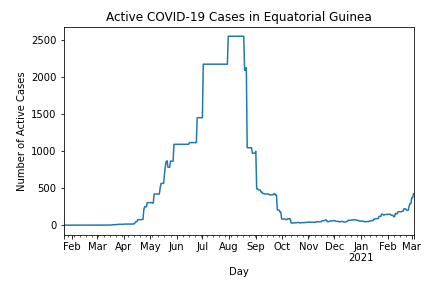 Active COVID-19 Cases in Equatorial Guinea
2500
2000
1500
1000
500
0
Number of Active Cases
Feb Mar Apr May Jun Jul Aug Sep Oct Nov Dec Jan Feb Mar
2021
Day